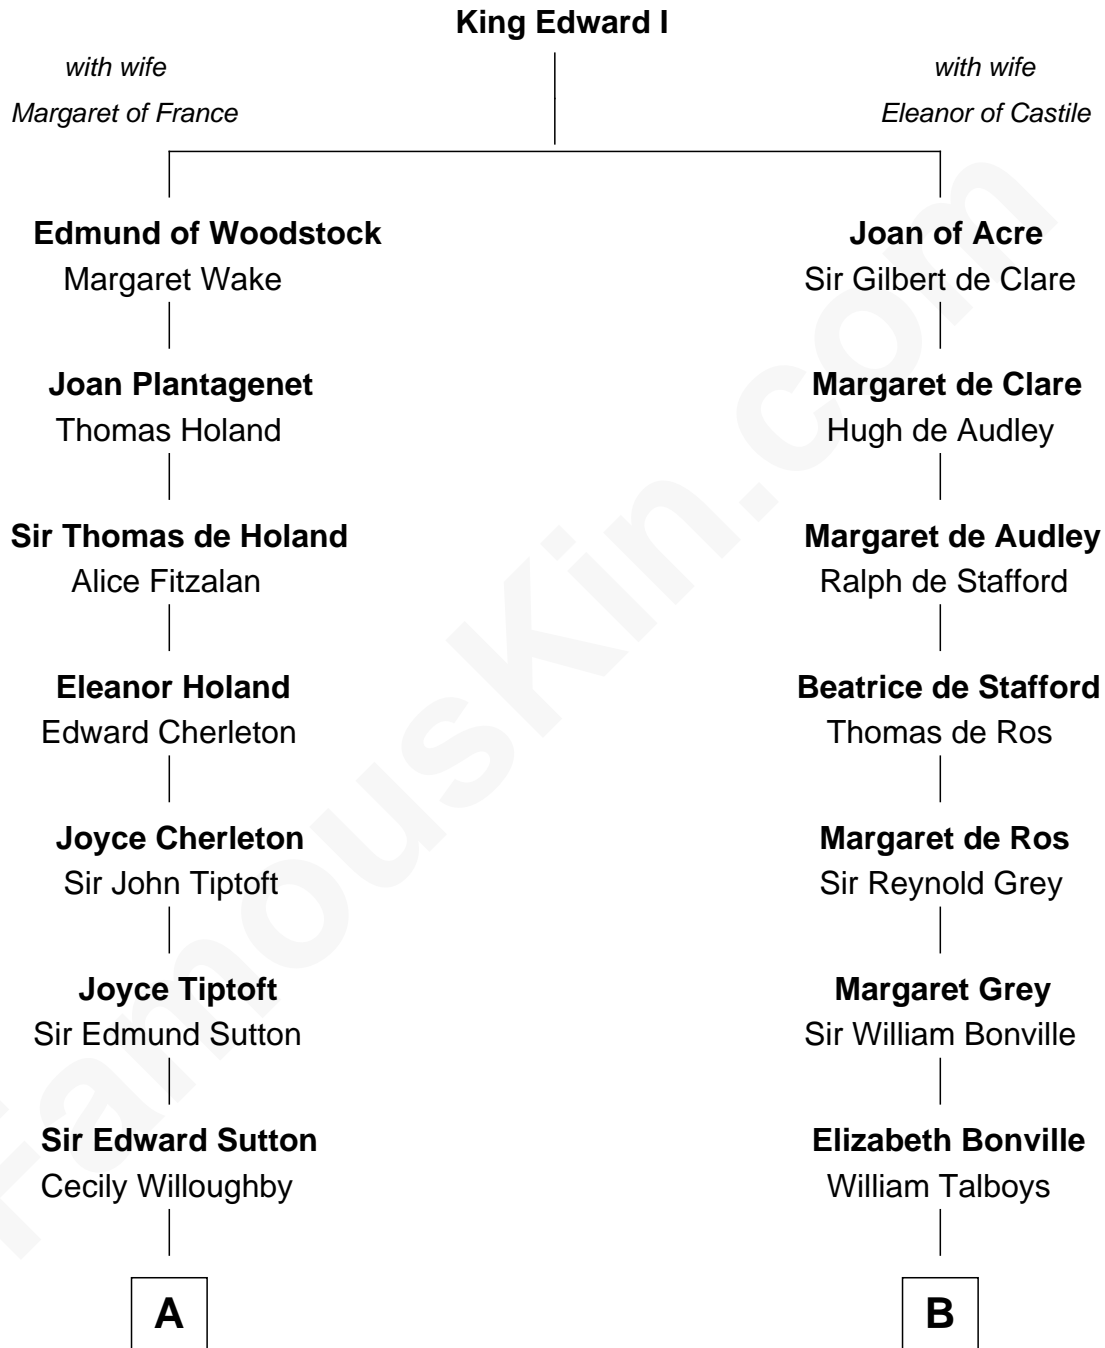 King Edward I
with wife
Margaret of France
with wife
Eleanor of Castile
Edmund of Woodstock
Margaret Wake
Joan of Acre
Sir Gilbert de Clare
Joan Plantagenet
Thomas Holand
Margaret de Clare
Hugh de Audley
Sir Thomas de Holand
Alice Fitzalan
Margaret de Audley
Ralph de Stafford
Eleanor Holand
Edward Cherleton
Beatrice de Stafford
Thomas de Ros
Joyce Cherleton
Sir John Tiptoft
Margaret de Ros
Sir Reynold Grey
Joyce Tiptoft
Sir Edmund Sutton
Margaret Grey
Sir William Bonville
Sir Edward Sutton
Cecily Willoughby
Elizabeth Bonville
William Talboys
A
B
FamousKin.com